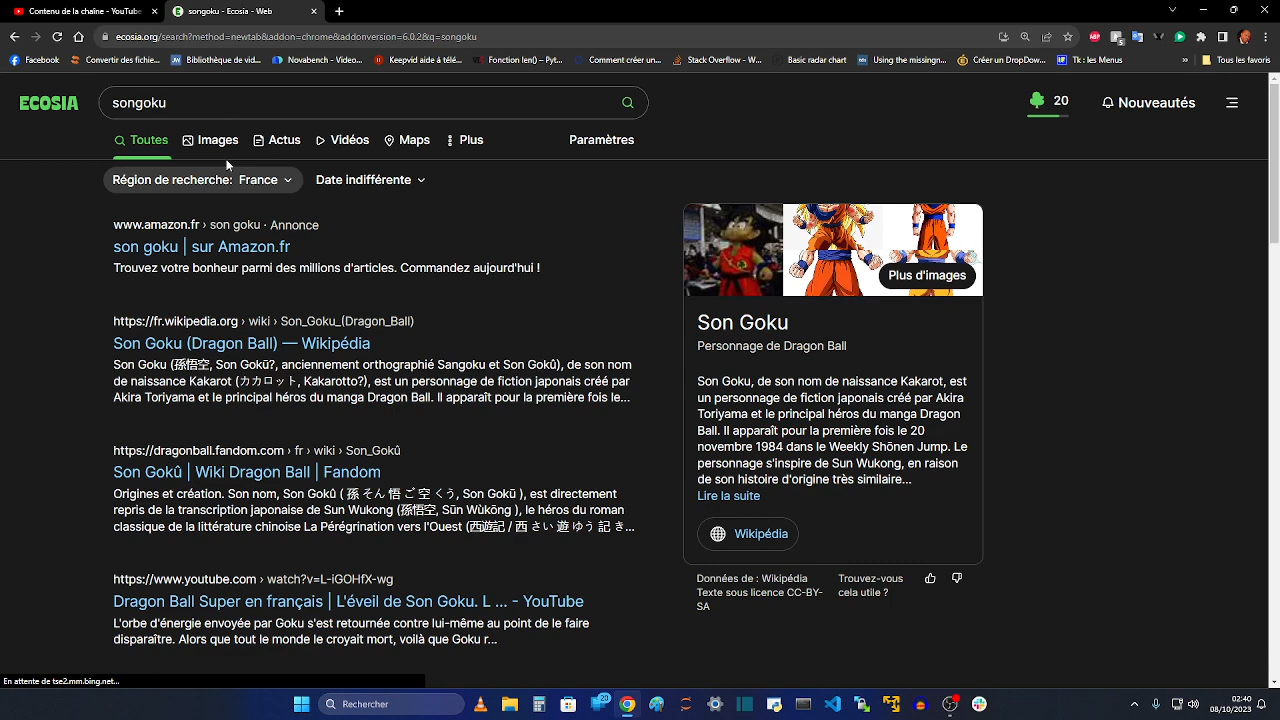 Contenu de la chaîne - YouTube
songoku - Ecosia - Web
ecosia.org/search?method=newtab&addon=chrome&addonversion=6.0.2&q=songoku
Facebook
Convertir des fichie...
Bibliothèque de vid...
Novabench - Video...
Keepvid aide à télé...
Fonction len() – Pyt...
Comment créer un...
Stack Overflow - W...
Basic radar chart
Using the missingn...
Créer un DropDow...
Tk : les Menus
»
Tous les favoris
ECOSIA
songoku
20
Nouveautés
Toutes
Images
Actus
Vidéos
Maps
Plus
Paramètres
Région de recherche: France
Date indifférente
www.amazon.fr › son goku · Annonce
son goku | sur Amazon.fr
Trouvez votre bonheur parmi des millions d'articles. Commandez aujourd'hui !
https://fr.wikipedia.org › wiki › Son_Goku_(Dragon_Ball)
Son Goku (Dragon Ball) — Wikipédia
Son Goku (孫悟空, Son Gokū?, anciennement orthographié Sangoku et Son Gokû), de son nom
de naissance Kakarot (カカロット, Kakarotto?), est un personnage de fiction japonais créé par
Akira Toriyama et le principal héros du manga Dragon Ball. Il apparaît pour la première fois le...
https://dragonball.fandom.com › fr › wiki › Son_Gokû
Son Gokû | Wiki Dragon Ball | Fandom
Origines et création. Son nom, Son Gokû ( 孫 そん 悟 ご 空 くう, Son Gokū ), est directement
repris de la transcription japonaise de Sun Wukong (孫悟空, Sūn Wùkōng ), le héros du roman
classique de la littérature chinoise La Pérégrination vers l'Ouest (西遊記 / 西 さい 遊 ゆう 記 き...
https://www.youtube.com › watch?v=L-iGOHfX-wg
Dragon Ball Super en français | L'éveil de Son Goku. L ... - YouTube
L'orbe d'énergie envoyée par Goku s'est retournée contre lui-même au point de le faire
disparaître. Alors que tout le monde le croyait mort, voilà que Goku r...
Plus d'images
Son Goku
Personnage de Dragon Ball
Son Goku, de son nom de naissance Kakarot, est
un personnage de fiction japonais créé par Akira
Toriyama et le principal héros du manga Dragon
Ball. Il apparaît pour la première fois le 20
novembre 1984 dans le Weekly Shōnen Jump. Le
personnage s'inspire de Sun Wukong, en raison
de son histoire d'origine très similaire...
Lire la suite
Wikipédia
Données de : Wikipédia
Texte sous licence CC-BY-
SA
Trouvez-vous
cela utile ?
En attente de tse2.mm.bing.net...
Rechercher
20
02:40
08/10/2023